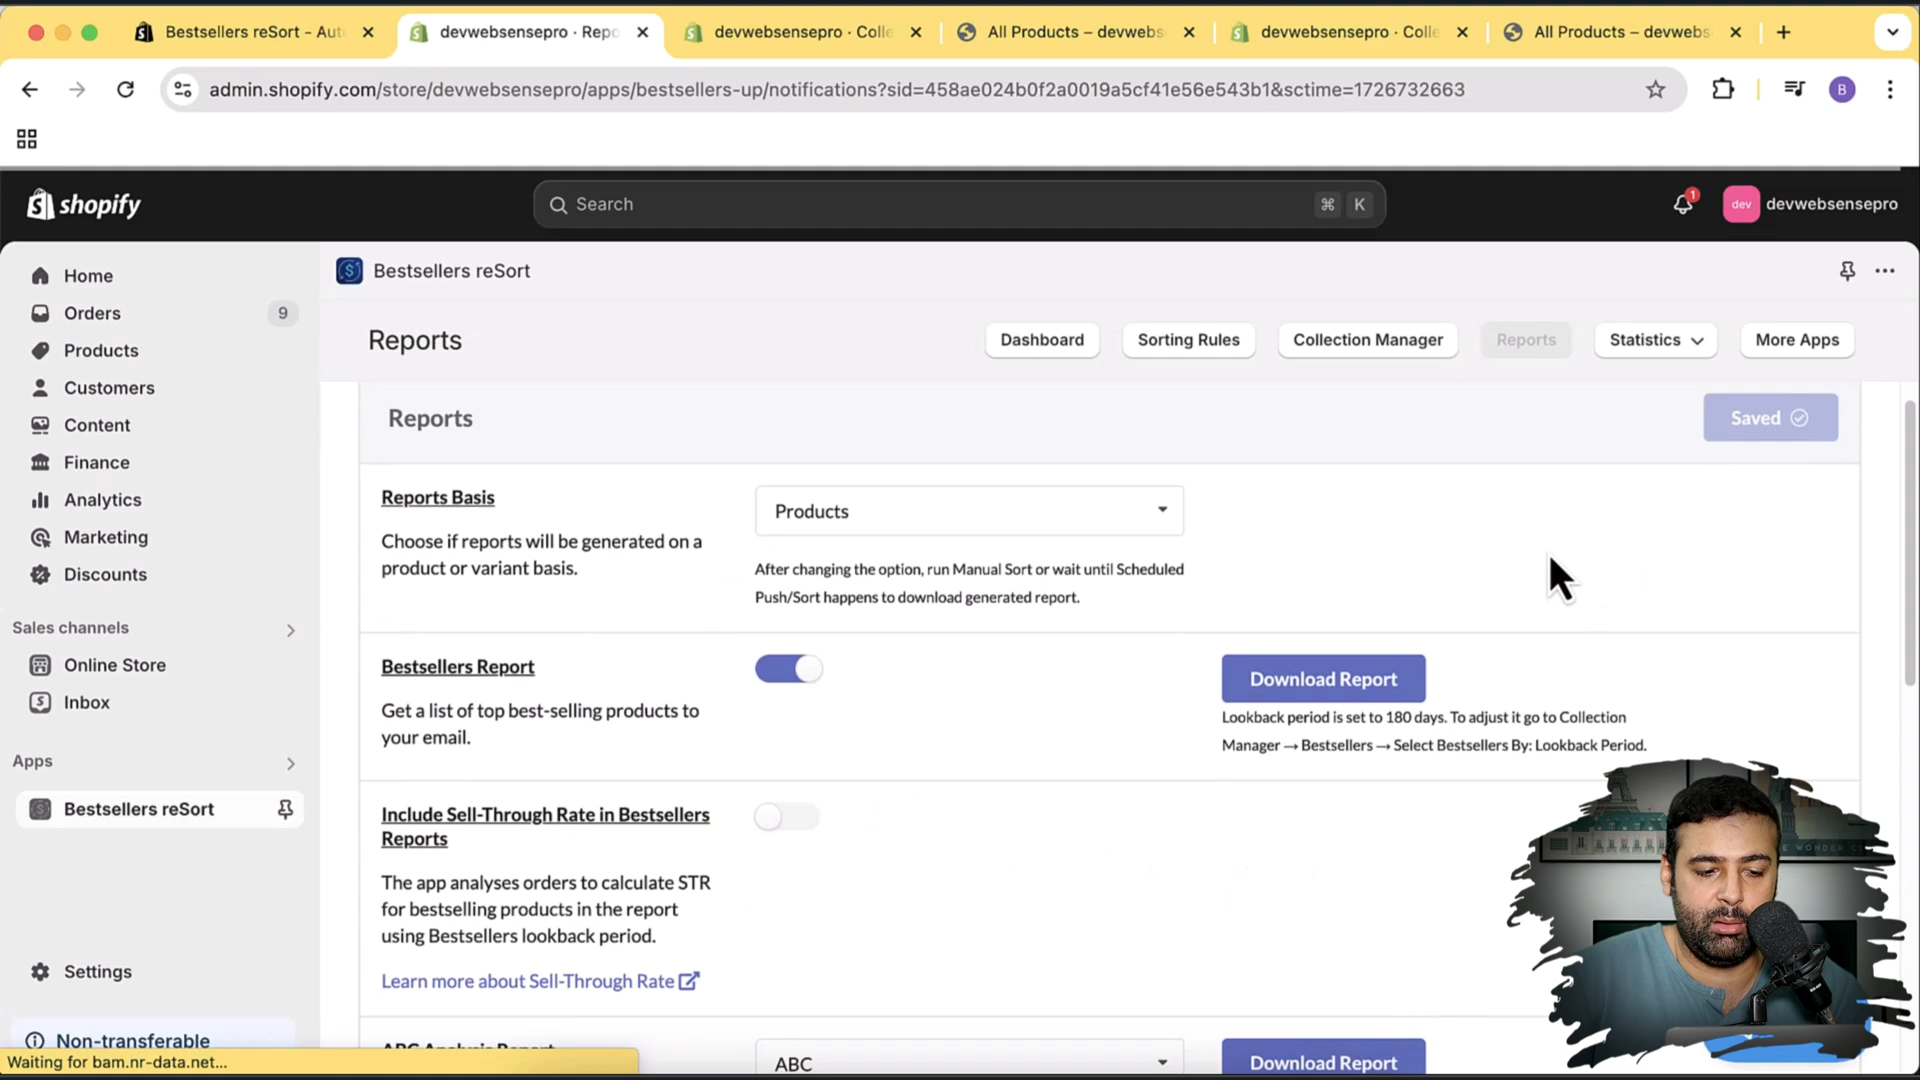 Bestsellers reSort - Aut
devwebsensepro · Repo
devwebsensepro · Colle
All Products – devwebs
devwebsensepro · Colle
All Products – devwebs
admin.shopify.com/store/devwebsensepro/apps/bestsellers-up/notifications?sid=458ae024b0f2a0019a5cf41e56e543b1&sctime=1726732663
B
shopify
Search
⌘ K
1
dev
devwebsensepro
Home
Orders
9
Products
Customers
Content
Finance
Analytics
Marketing
Discounts
Sales channels
Online Store
Inbox
Apps
Bestsellers reSort
Settings
Non-transferable
Waiting for bam.nr-data.net...
Bestsellers reSort
Reports
Dashboard
Sorting Rules
Collection Manager
Reports
Statistics
More Apps
Reports
Saved
Reports Basis
Choose if reports will be generated on a
product or variant basis.
Products
After changing the option, run Manual Sort or wait until Scheduled
Push/Sort happens to download generated report.
Bestsellers Report
Get a list of top best-selling products to
your email.
Download Report
Lookback period is set to 180 days. To adjust it go to Collection
Manager → Bestsellers → Select Bestsellers By: Lookback Period.
Include Sell-Through Rate in Bestsellers
Reports
The app analyses orders to calculate STR
for bestselling products in the report
using Bestsellers lookback period.
Learn more about Sell-Through Rate
ABC Analysis Report
ABC
Download Report